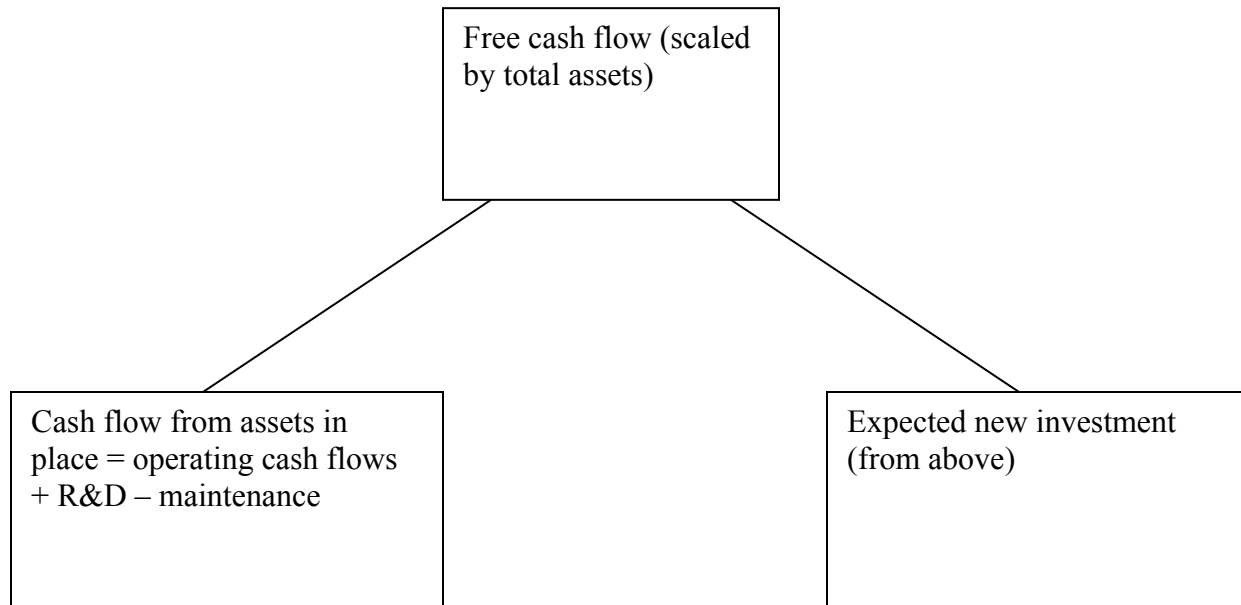 Free cash flow (scaled
by total assets)
Cash flow from assets in
place = operating cash flows
+ R&D – maintenance
Expected new investment
(from above)